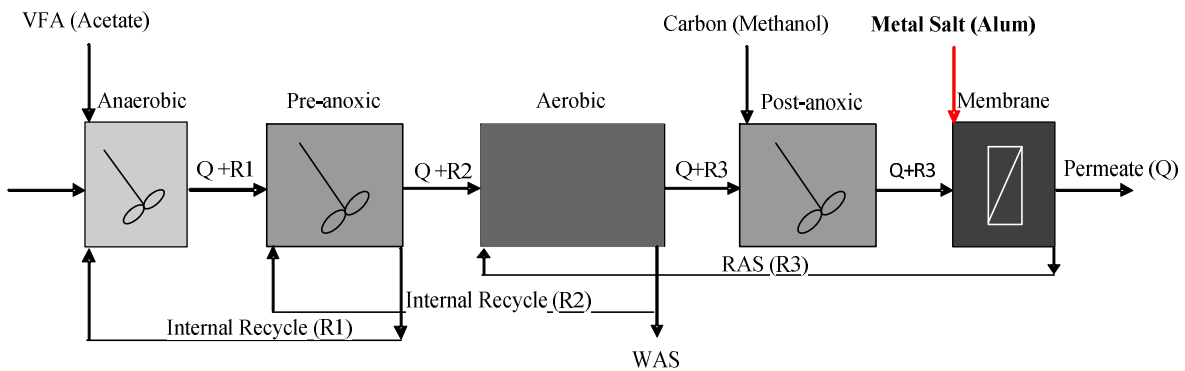 VFA (Acetate)
Carbon (Methanol)
Metal Salt (Alum)
Anaerobic
Pre-anoxic
Aerobic
Post-anoxic
Membrane
Q +R1
Q +R2
Q+R3
Q+R3
Permeate (Q)
RAS (R3)
Internal Recycle (R2)
Internal Recycle (R1)
WAS